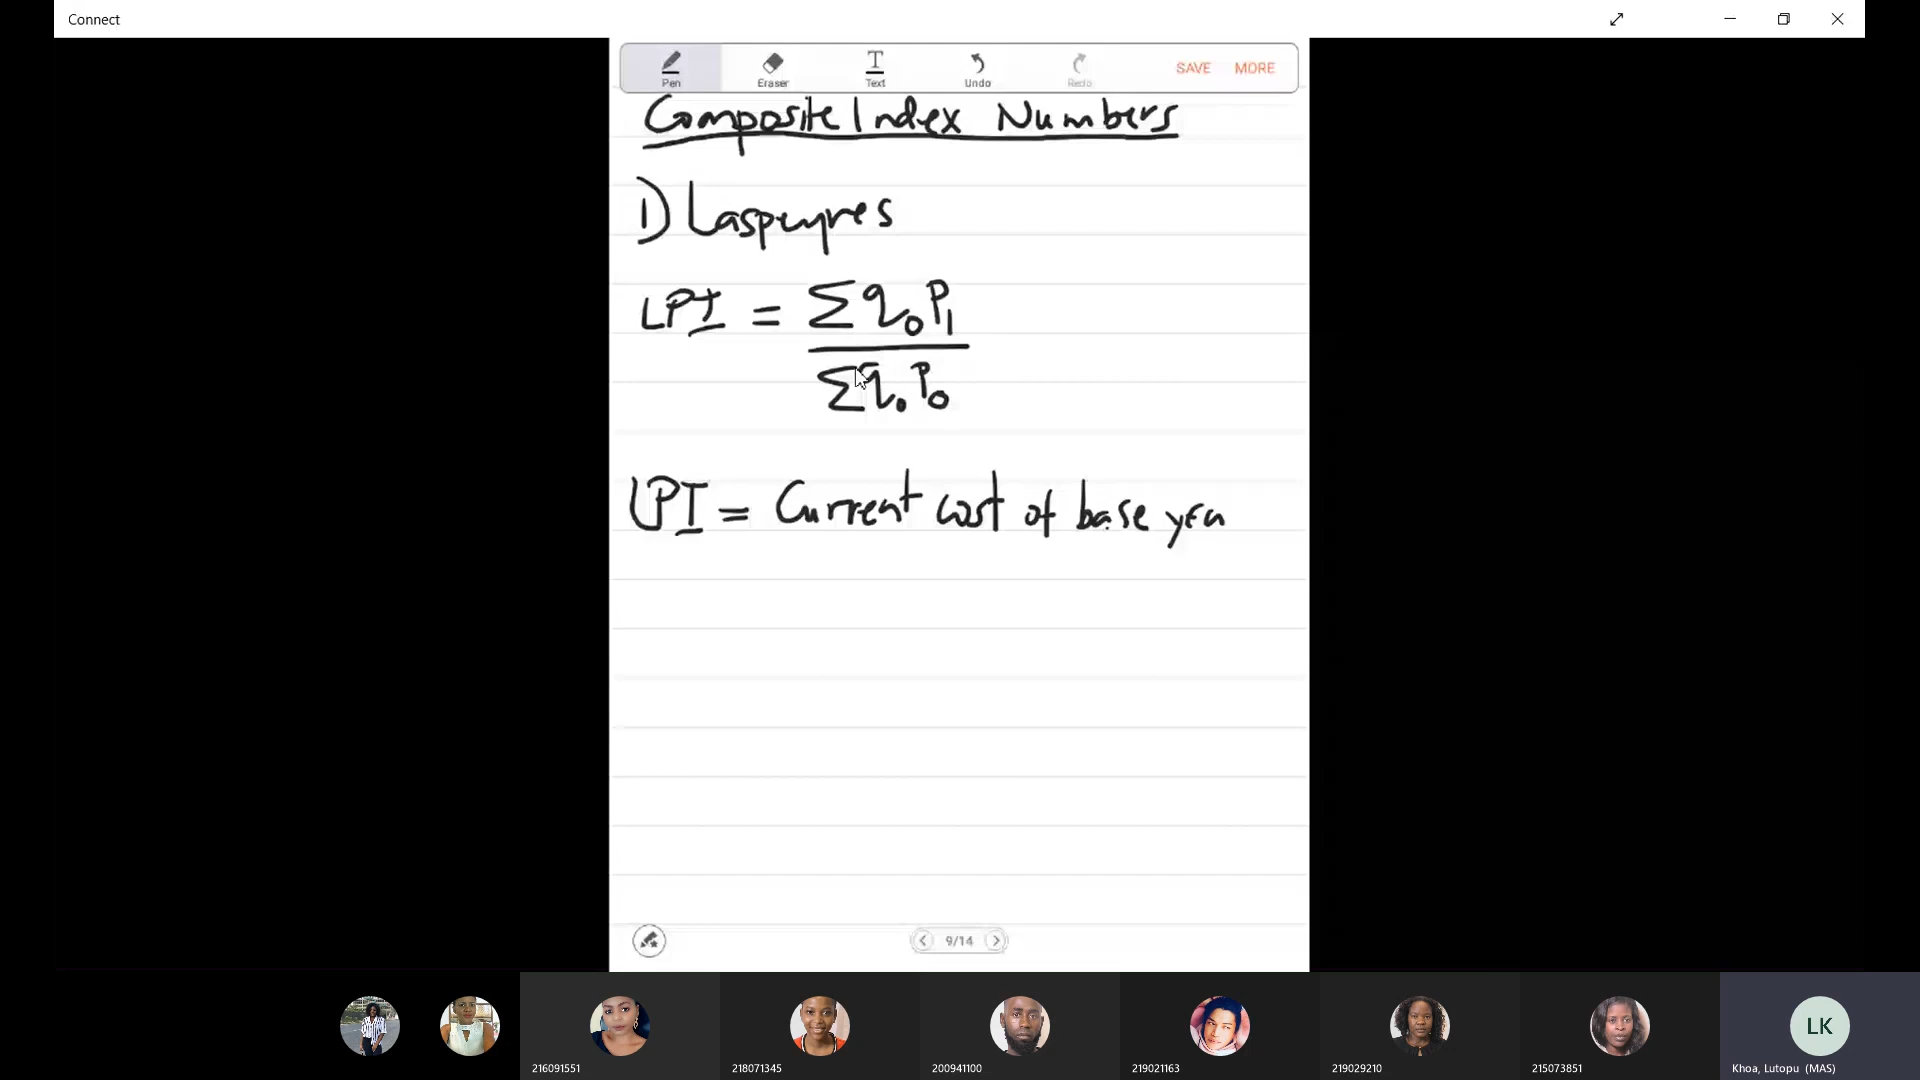 Connect
Pen Eraser Text Undo Redo SAVE MORE
Composite Index Numbers
1) Laspeyres
LPI = Σq₀P₁
Σq₀P₀
LPI = Current cost of base yea
9/14
216091551 218071345 200941100 219021163 219029210 215073851 LK
Khoa, Lutopu (MAS)